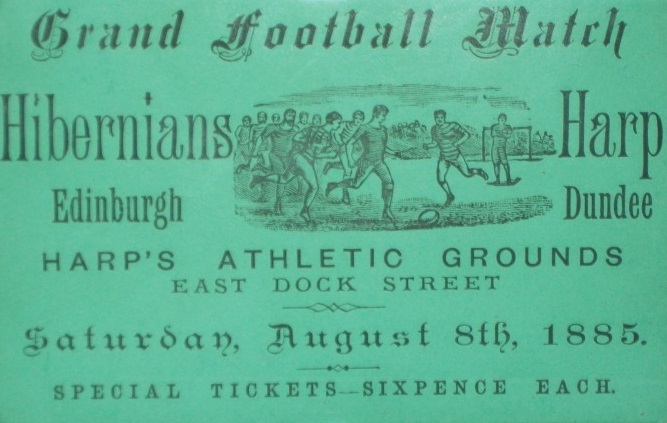 Grand Football Match
Hibernians Harp
Edinburgh Dundee
HARP'S ATHLETIC GROUNDS
EAST DOCK STREET
Saturday, August 8th, 1885.
SPECIAL TICKETS—SIXPENCE EACH.